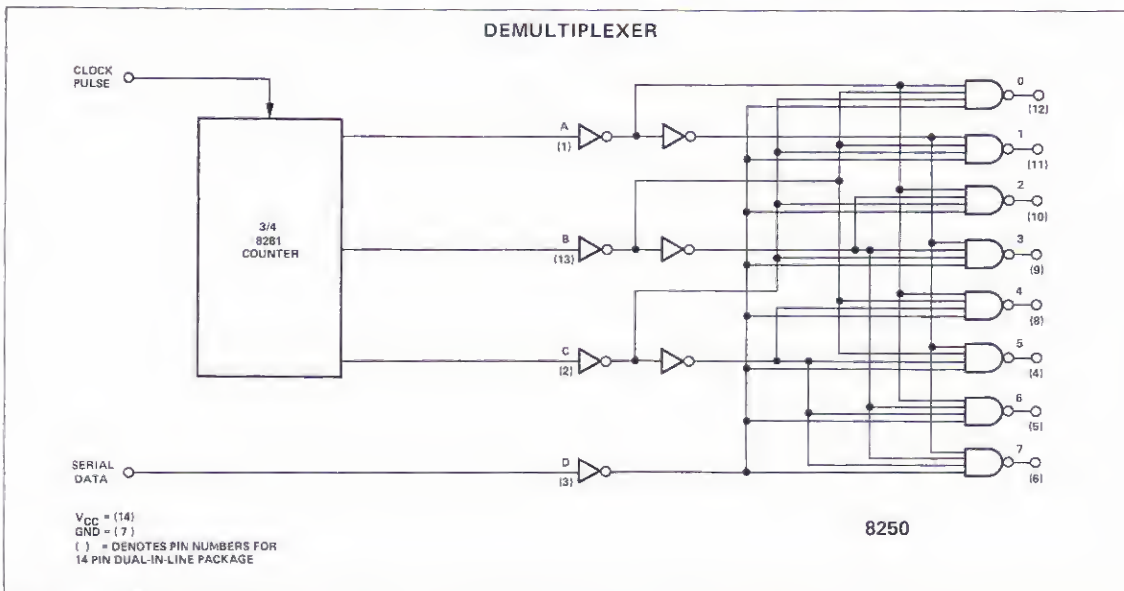 DEMULTIPLEXER
CLOCK
PULSE
3/4
8281
COUNTER
A
(1)
B
(13)
C
(2)
SERIAL
DATA
D
(3)
0
(12)
1
(11)
2
(10)
3
(9)
4
(8)
5
(4)
6
(5)
7
(6)
VCC = (14)
GND = ( 7 )
( ) = DENOTES PIN NUMBERS FOR
14 PIN DUAL-IN-LINE PACKAGE
8250